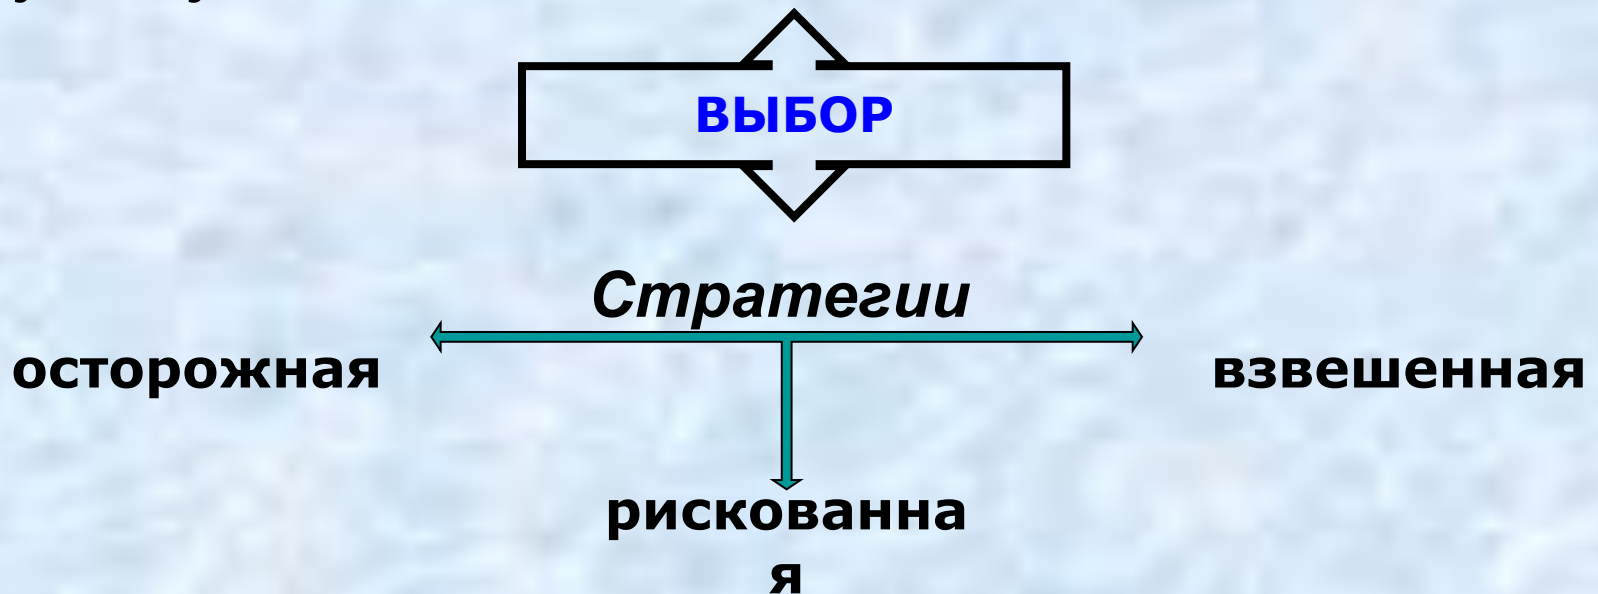 ВЫБОР
Стратегии
осторожная
взвешенная
рискованна
я